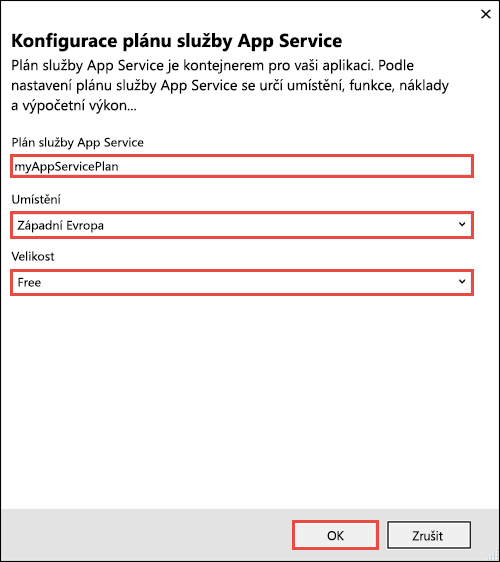 Konfigurace plánu služby App Service
Plán služby App Service je kontejnerem pro vaši aplikaci. Podle
nastavení plánu služby App Service se určí umístění, funkce, náklady
a výpočetní výkon...
Plán služby App Service
myAppServicePlan
Umístění
Západní Evropa
Velikost
Free
OK
Zrušit